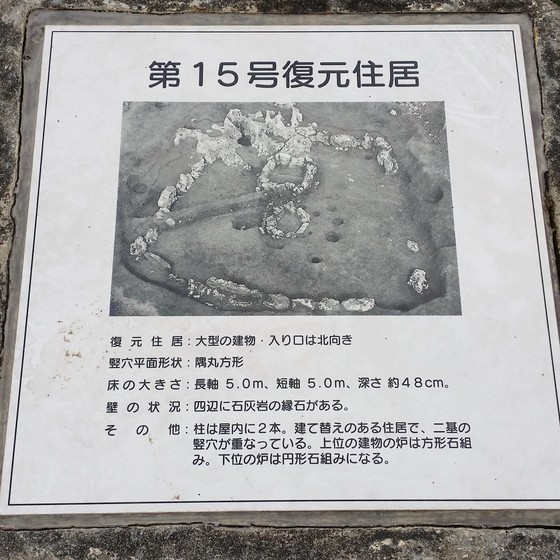 第15号復元住居
復元住居：大型の建物・入り口は北向き
竪穴平面形状：隅丸方形
床の大きさ：長軸 5.0m、短軸 5.0m、深さ 約48cm。
壁の状況：四辺に石灰岩の縁石がある。
その他：柱は屋内に2本。建て替えのある住居で、二基の
竪穴が重なっている。上位の建物の炉は方形石組
み。下位の炉は円形石組みになる。